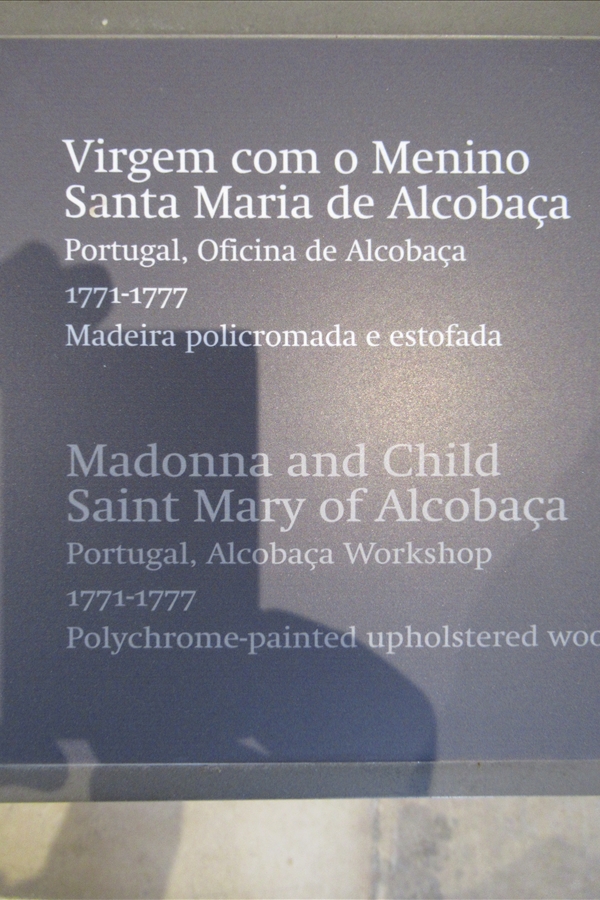 Virgem com o Menino
Santa Maria de Alcobaça
Portugal, Oficina de Alcobaça
1771-1777
Madeira policromada e estofada
Madonna and Child
Saint Mary of Alcobaça
Portugal, Alcobaça Workshop
1771-1777
Polychrome-painted upholstered